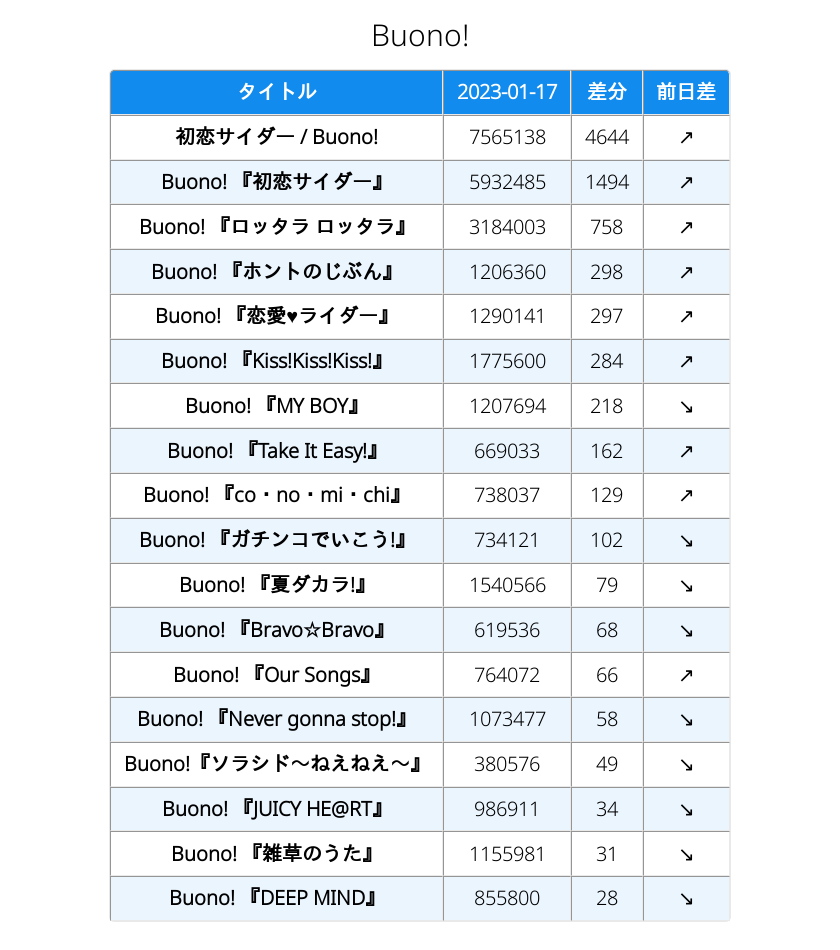 Buono!
タイトル 2023-01-17 差分 前日差
初恋サイダー / Buono! 7565138 4644 ↗
Buono! 『初恋サイダー』 5932485 1494 ↗
Buono! 『ロッタラ ロッタラ』 3184003 758 ↗
Buono! 『ホントのじぶん』 1206360 298 ↗
Buono! 『恋愛♥ライダー』 1290141 297 ↗
Buono! 『Kiss!Kiss!Kiss!』 1775600 284 ↗
Buono! 『MY BOY』 1207694 218 ↘
Buono! 『Take It Easy!』 669033 162 ↗
Buono! 『co・no・mi・chi』 738037 129 ↗
Buono! 『ガチンコでいこう!』 734121 102 ↘
Buono! 『夏ダカラ!』 1540566 79 ↘
Buono! 『Bravo☆Bravo』 619536 68 ↘
Buono! 『Our Songs』 764072 66 ↗
Buono! 『Never gonna stop!』 1073477 58 ↘
Buono!『ソラシド〜ねえねえ〜』 380576 49 ↘
Buono! 『JUICY HE@RT』 986911 34 ↘
Buono! 『雑草のうた』 1155981 31 ↘
Buono! 『DEEP MIND』 855800 28 ↘